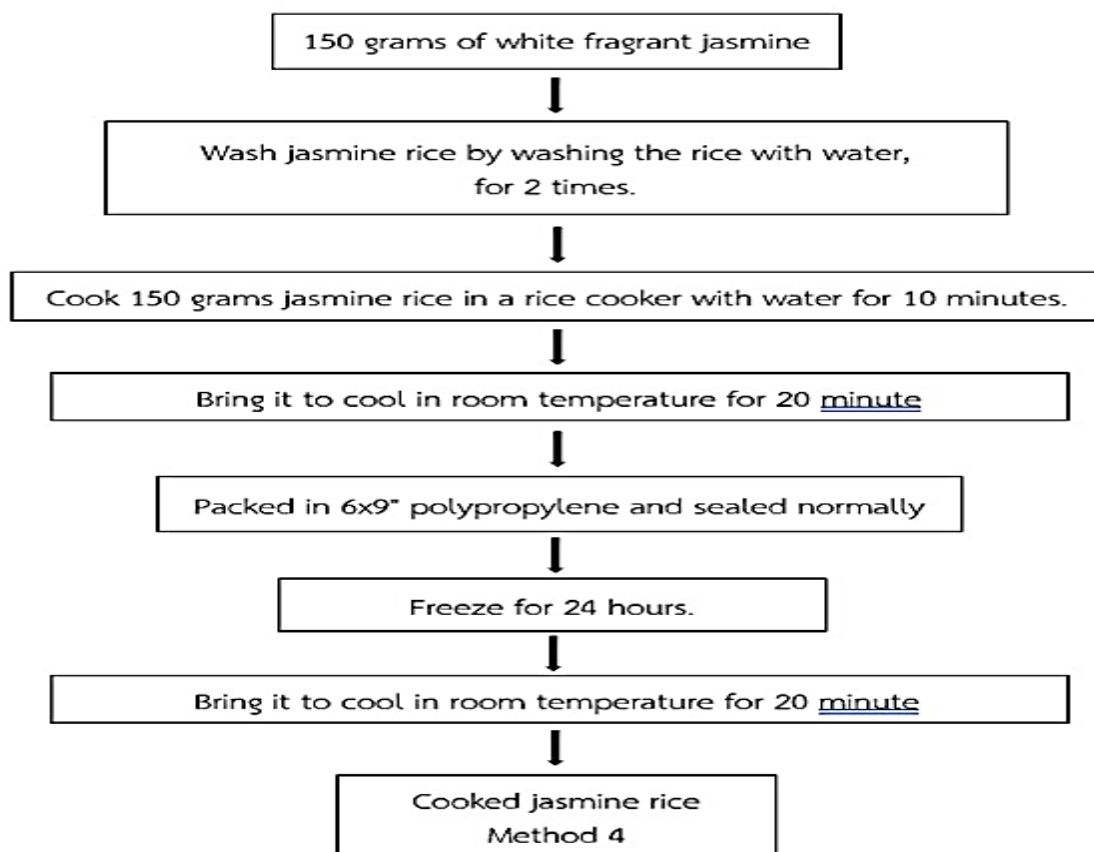 150 grams of white fragrant jasmine
Wash jasmine rice by washing the rice with water,
for 2 times.
Cook 150 grams jasmine rice in a rice cooker with water for 10 minutes.
Bring it to cool in room temperature for 20 minute
Packed in 6x9" polypropylene and sealed normally
Freeze for 24 hours.
Bring it to cool in room temperature for 20 minute
Cooked jasmine rice
Method 4